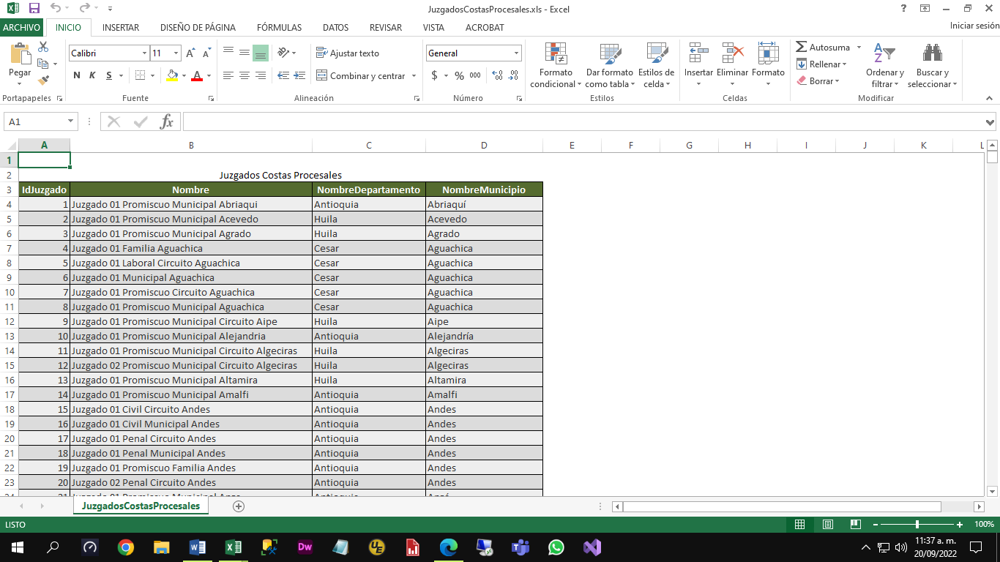 JuzgadosCostasProcesales.xls - Excel
?
ARCHIVO INICIO INSERTAR DISEÑO DE PÁGINA FÓRMULAS DATOS REVISAR VISTA ACROBAT Iniciar sesión
Calibri 11 Ajustar texto General Autosuma
Pegar N K S Combinar y centrar $ % 000 Formato condicional Dar formato como tabla Estilos de celda Insertar Eliminar Formato Rellenar Borrar Ordenar y filtrar Buscar y seleccionar
Portapapeles Fuente Alineación Número Estilos Celdas Modificar
A1 fx
A B C D E F G H I J K L
1
2 Juzgados Costas Procesales
3 IdJuzgado Nombre NombreDepartamento NombreMunicipio
4 1 Juzgado 01 Promiscuo Municipal Abriaqui Antioquia Abriaquí
5 2 Juzgado 01 Promiscuo Municipal Acevedo Huila Acevedo
6 3 Juzgado 01 Promiscuo Municipal Agrado Huila Agrado
7 4 Juzgado 01 Familia Aguachica Cesar Aguachica
8 5 Juzgado 01 Laboral Circuito Aguachica Cesar Aguachica
9 6 Juzgado 01 Municipal Aguachica Cesar Aguachica
10 7 Juzgado 01 Promiscuo Circuito Aguachica Cesar Aguachica
11 8 Juzgado 01 Promiscuo Municipal Aguachica Cesar Aguachica
12 9 Juzgado 01 Promiscuo Municipal Circuito Aipe Huila Aipe
13 10 Juzgado 01 Promiscuo Municipal Alejandria Antioquia Alejandría
14 11 Juzgado 01 Promiscuo Municipal Circuito Algeciras Huila Algeciras
15 12 Juzgado 02 Promiscuo Municipal Circuito Algeciras Huila Algeciras
16 13 Juzgado 01 Promiscuo Municipal Altamira Huila Altamira
17 14 Juzgado 01 Promiscuo Municipal Amalfi Antioquia Amalfi
18 15 Juzgado 01 Civil Circuito Andes Antioquia Andes
19 16 Juzgado 01 Civil Municipal Andes Antioquia Andes
20 17 Juzgado 01 Penal Circuito Andes Antioquia Andes
21 18 Juzgado 01 Penal Municipal Andes Antioquia Andes
22 19 Juzgado 01 Promiscuo Familia Andes Antioquia Andes
23 20 Juzgado 02 Penal Circuito Andes Antioquia Andes
JuzgadosCostasProcesales
LISTO 100%
11:37 a. m.
20/09/2022